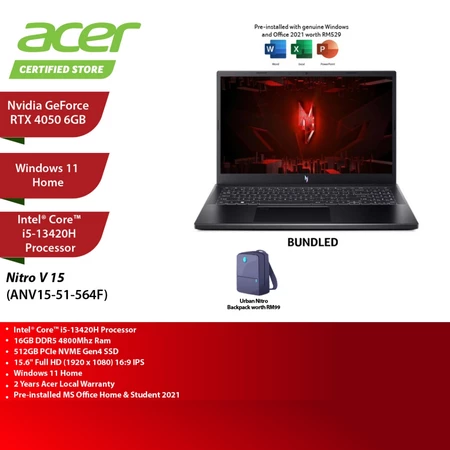 acer
CERTIFIED STORE
Pre-installed with genuine Windows
and Office 2021 worth RM529
Word
Excel
PowerPoint
Nvidia GeForce
RTX 4050 6GB
Windows 11
Home
Intel® Core™
i5-13420H
Processor
BUNDLED
Nitro V 15
(ANV15-51-564F)
Urban Nitro
Backpack worth RM99
• Intel® Core™ i5-13420H Processor
• 16GB DDR5 4800Mhz Ram
• 512GB PCIe NVME Gen4 SSD
• 15.6" Full HD (1920 x 1080) 16:9 IPS
• Windows 11 Home
• 2 Years Acer Local Warranty
• Pre-installed MS Office Home & Student 2021